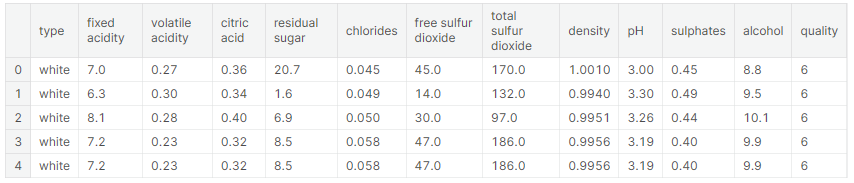 type fixed acidity volatile acidity citric acid residual sugar chlorides free sulfur dioxide total sulfur dioxide density pH sulphates alcohol quality
0 white 7.0 0.27 0.36 20.7 0.045 45.0 170.0 1.0010 3.00 0.45 8.8 6
1 white 6.3 0.30 0.34 1.6 0.049 14.0 132.0 0.9940 3.30 0.49 9.5 6
2 white 8.1 0.28 0.40 6.9 0.050 30.0 97.0 0.9951 3.26 0.44 10.1 6
3 white 7.2 0.23 0.32 8.5 0.058 47.0 186.0 0.9956 3.19 0.40 9.9 6
4 white 7.2 0.23 0.32 8.5 0.058 47.0 186.0 0.9956 3.19 0.40 9.9 6